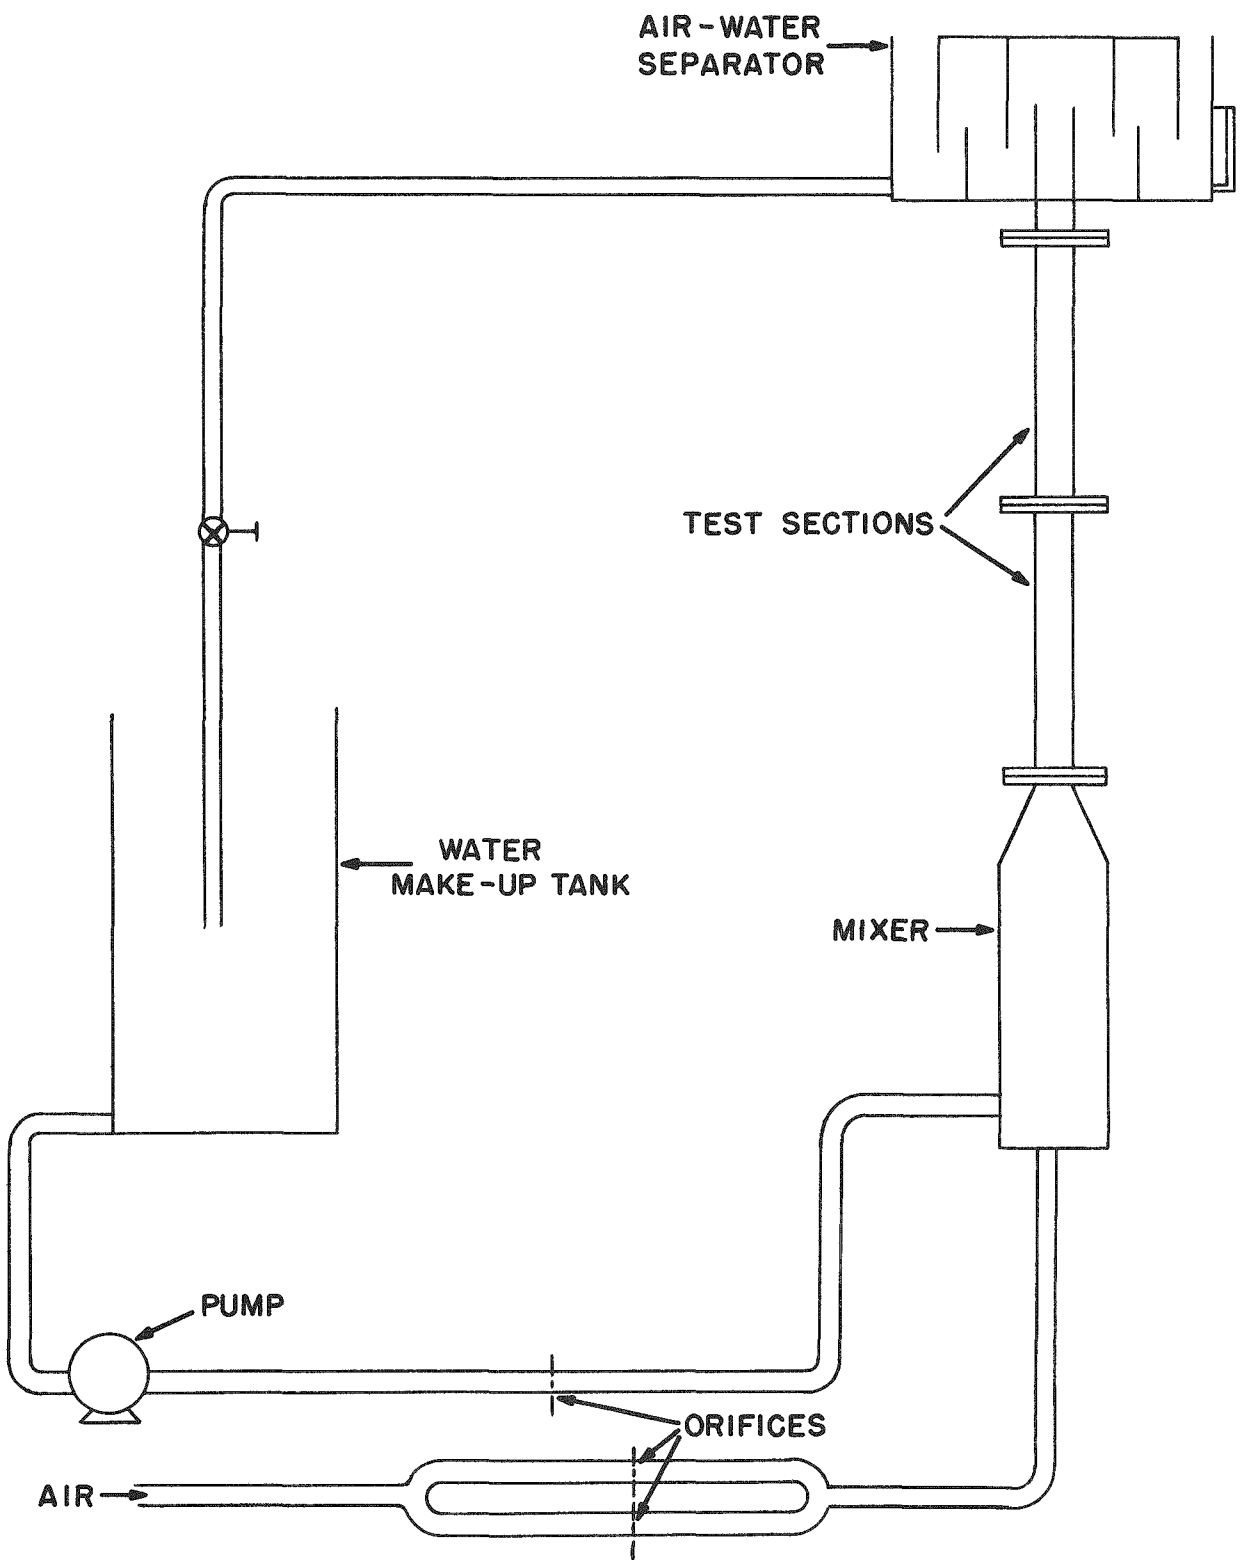 AIR-WATER
SEPARATOR
TEST SECTIONS
WATER
MAKE-UP TANK
MIXER
PUMP
ORIFICES
AIR